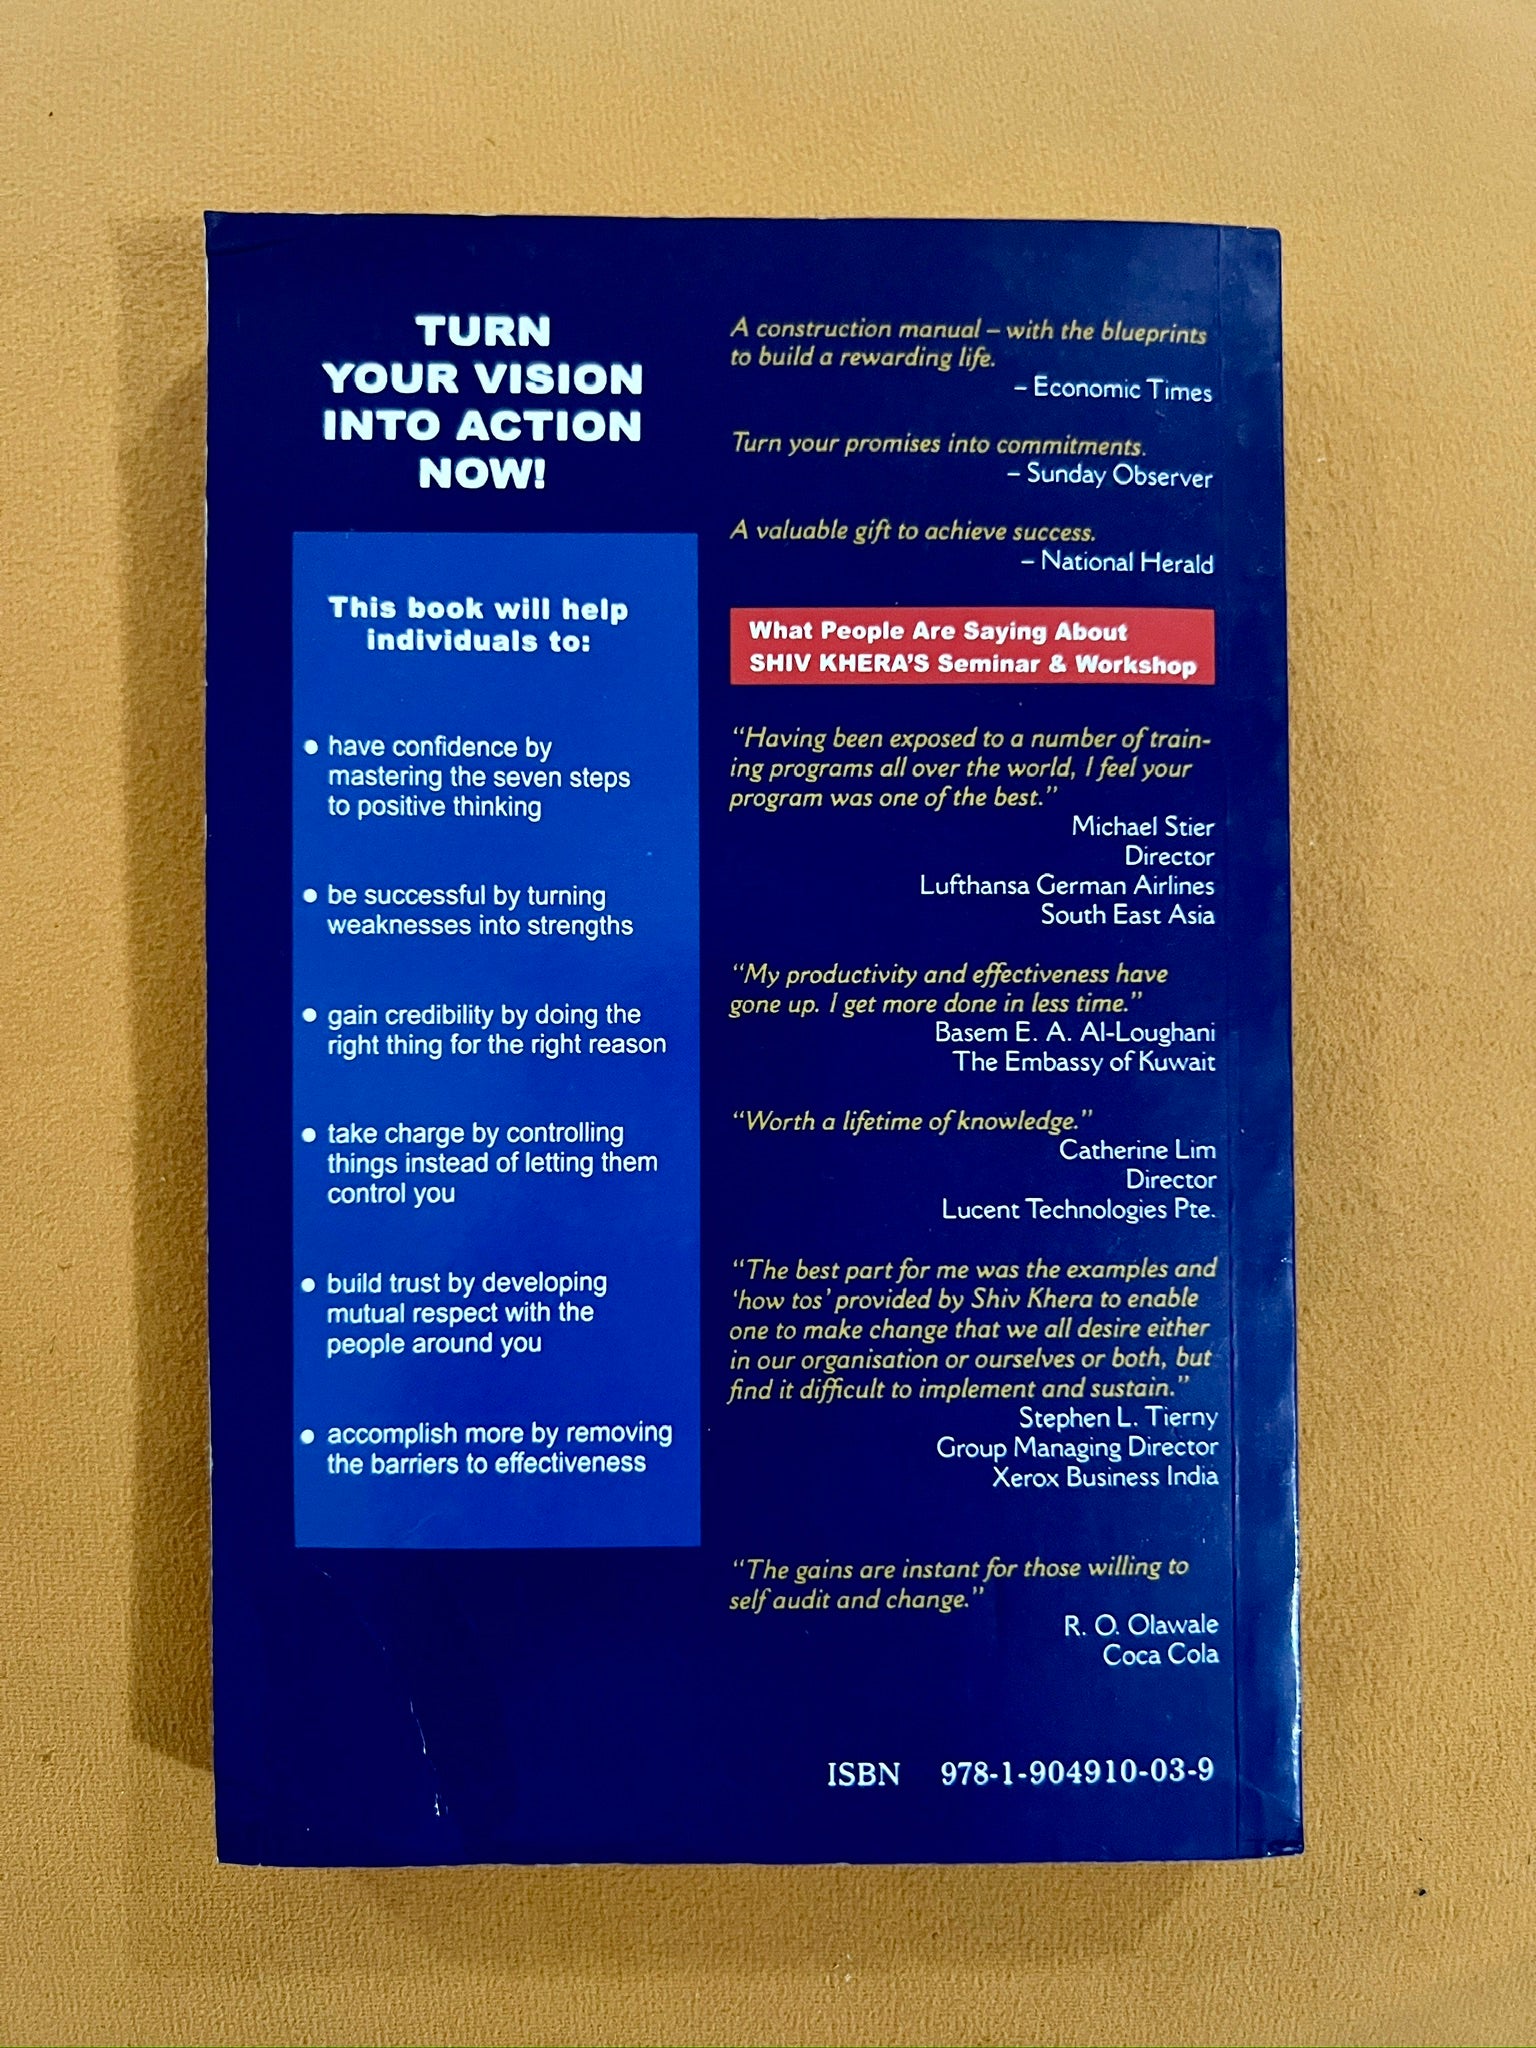 TURN
YOUR VISION
INTO ACTION
NOW!
This book will help
individuals to:
● have confidence by
mastering the seven steps
to positive thinking
● be successful by turning
weaknesses into strengths
● gain credibility by doing the
right thing for the right reason
● take charge by controlling
things instead of letting them
control you
● build trust by developing
mutual respect with the
people around you
● accomplish more by removing
the barriers to effectiveness
A construction manual – with the blueprints
to build a rewarding life.
– Economic Times
Turn your promises into commitments.
– Sunday Observer
A valuable gift to achieve success.
– National Herald
What People Are Saying About
SHIV KHERA'S Seminar & Workshop
“Having been exposed to a number of train-
ing programs all over the world, I feel your
program was one of the best.”
Michael Stier
Director
Lufthansa German Airlines
South East Asia
“My productivity and effectiveness have
gone up. I get more done in less time.”
Basem E. A. Al-Loughani
The Embassy of Kuwait
“Worth a lifetime of knowledge.”
Catherine Lim
Director
Lucent Technologies Pte.
“The best part for me was the examples and
‘how tos’ provided by Shiv Khera to enable
one to make change that we all desire either
in our organisation or ourselves or both, but
find it difficult to implement and sustain.”
Stephen L. Tierny
Group Managing Director
Xerox Business India
“The gains are instant for those willing to
self audit and change.”
R. O. Olawale
Coca Cola
ISBN 978-1-904910-03-9